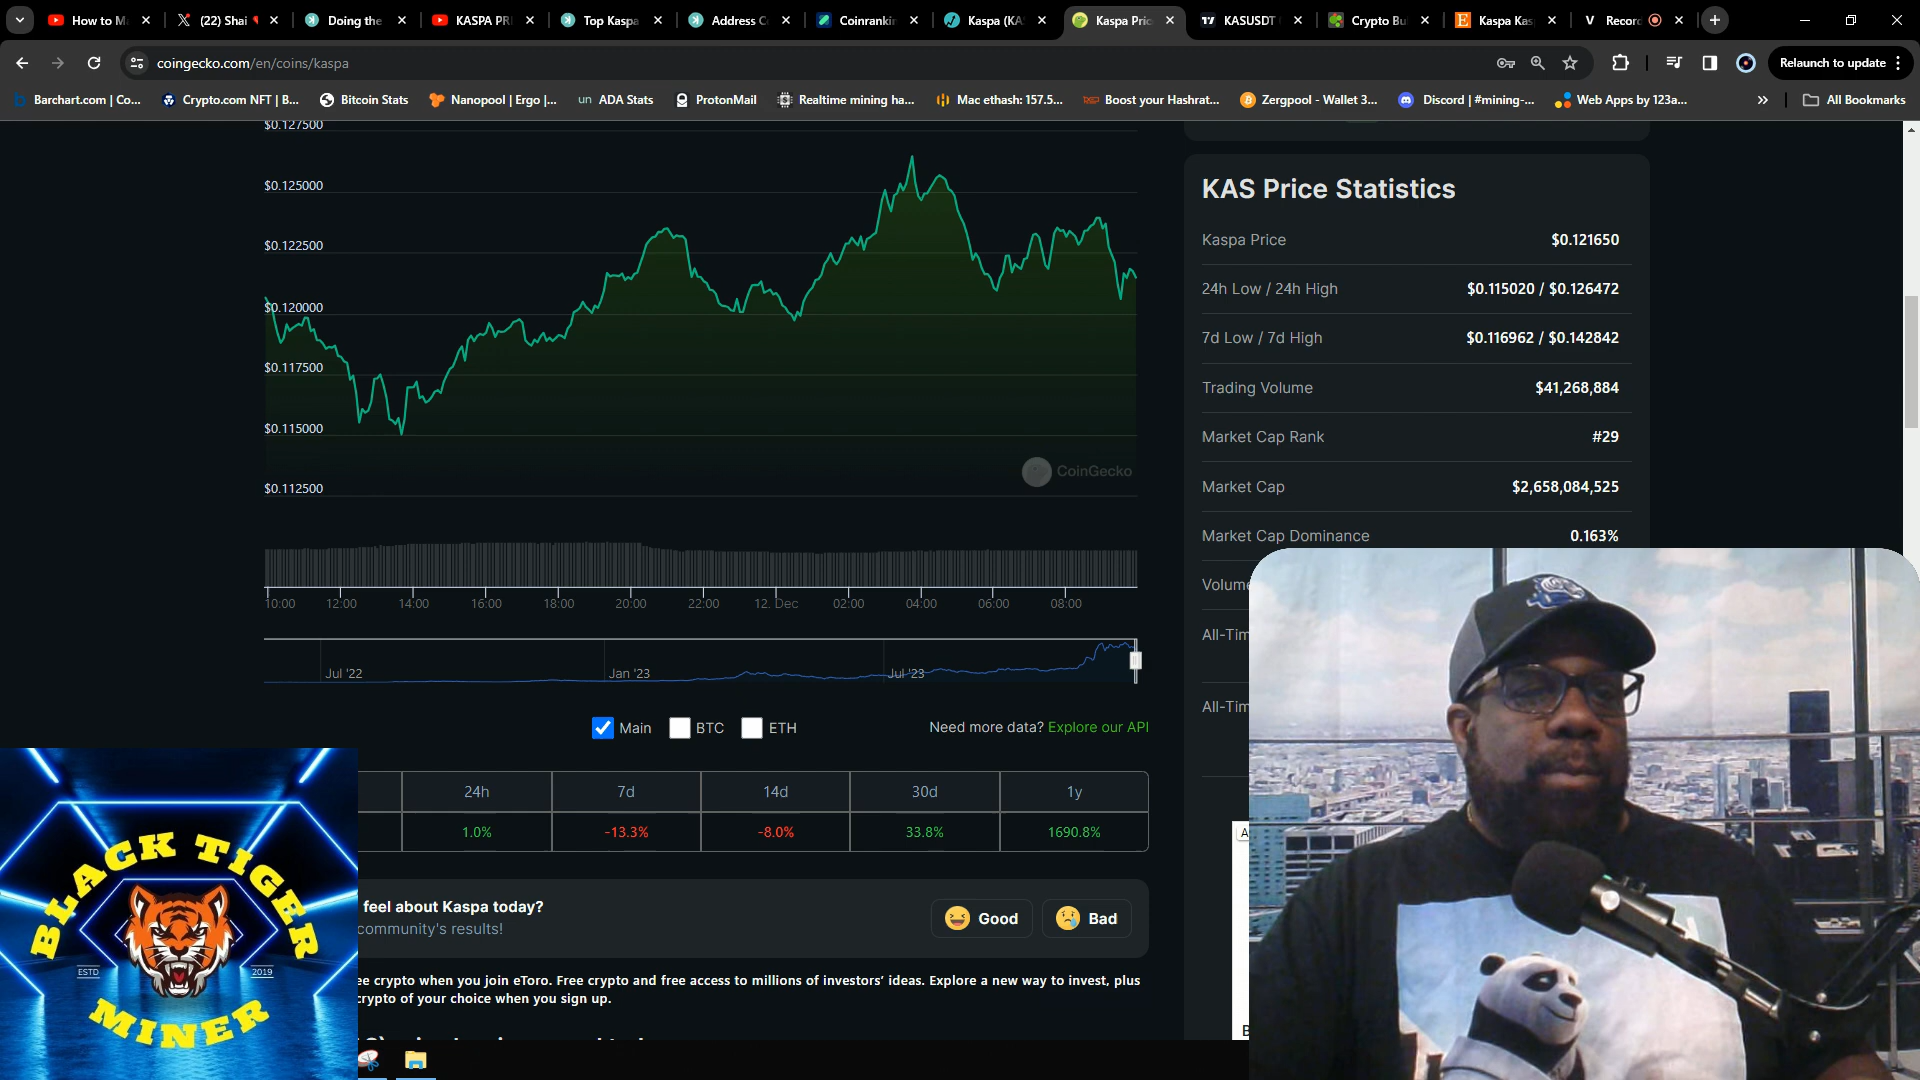 How to M
(22) Shai
Doing the
KASPA PR
Top Kaspa
Address C
Coinrankin
Kaspa (KA
Kaspa Pric
KASUSDT
Crypto Bu
Kaspa Kas
Recor
coingecko.com/en/coins/kaspa
Relaunch to update
Barchart.com | Co...
Crypto.com NFT | B...
Bitcoin Stats
Nanopool | Ergo |...
ADA Stats
ProtonMail
Realtime mining ha...
Mac ethash: 157.5...
Boost your Hashrat...
Zergpool - Wallet 3...
Discord | #mining-...
Web Apps by 123a...
All Bookmarks
$0.127500
$0.125000
$0.122500
$0.120000
$0.117500
$0.115000
$0.112500
CoinGecko
10:00 12:00 14:00 16:00 18:00 20:00 22:00 12. Dec 02:00 04:00 06:00 08:00
Jul '22 Jan '23 Jul '23
Main BTC ETH
Need more data? Explore our API
24h 7d 14d 30d 1y
1.0% -13.3% -8.0% 33.8% 1690.8%
feel about Kaspa today?
community's results!
Good Bad
ee crypto when you join eToro. Free crypto and free access to millions of investors' ideas. Explore a new way to invest, plus
crypto of your choice when you sign up.
KAS Price Statistics
Kaspa Price $0.121650
24h Low / 24h High $0.115020 / $0.126472
7d Low / 7d High $0.116962 / $0.142842
Trading Volume $41,268,884
Market Cap Rank #29
Market Cap $2,658,084,525
Market Cap Dominance 0.163%
Volume
All-Tim
All-Tim
BLACK TIGER
ESTD 2019
MINER